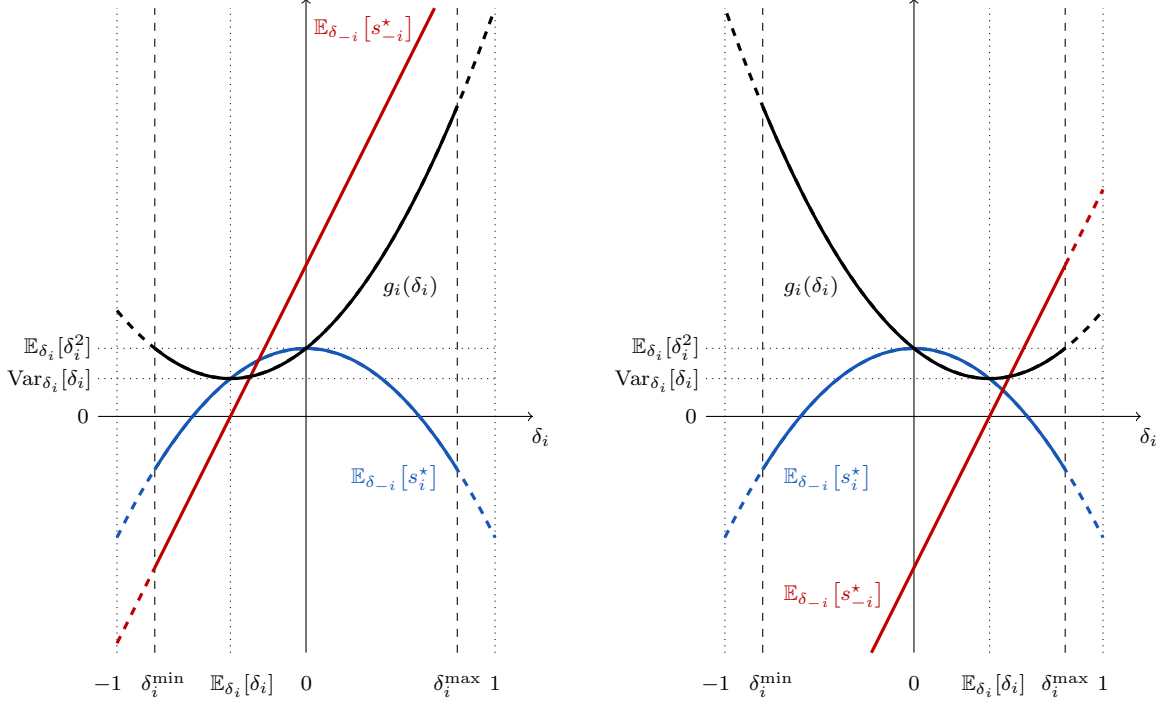 𝔼_{δ_{−i}}[s^⋆_{−i}]
g_i(δ_i)
𝔼_{δ_i}[δ_i^2]
Var_{δ_i}[δ_i]
0
δ_i
𝔼_{δ_{−i}}[s^⋆_i]
−1 δ_i^{min} 𝔼_{δ_i}[δ_i] 0 δ_i^{max} 1
g_i(δ_i)
𝔼_{δ_i}[δ_i^2]
Var_{δ_i}[δ_i]
0
δ_i
𝔼_{δ_{−i}}[s^⋆_i]
𝔼_{δ_{−i}}[s^⋆_{−i}]
−1 δ_i^{min} 0 𝔼_{δ_i}[δ_i] δ_i^{max} 1